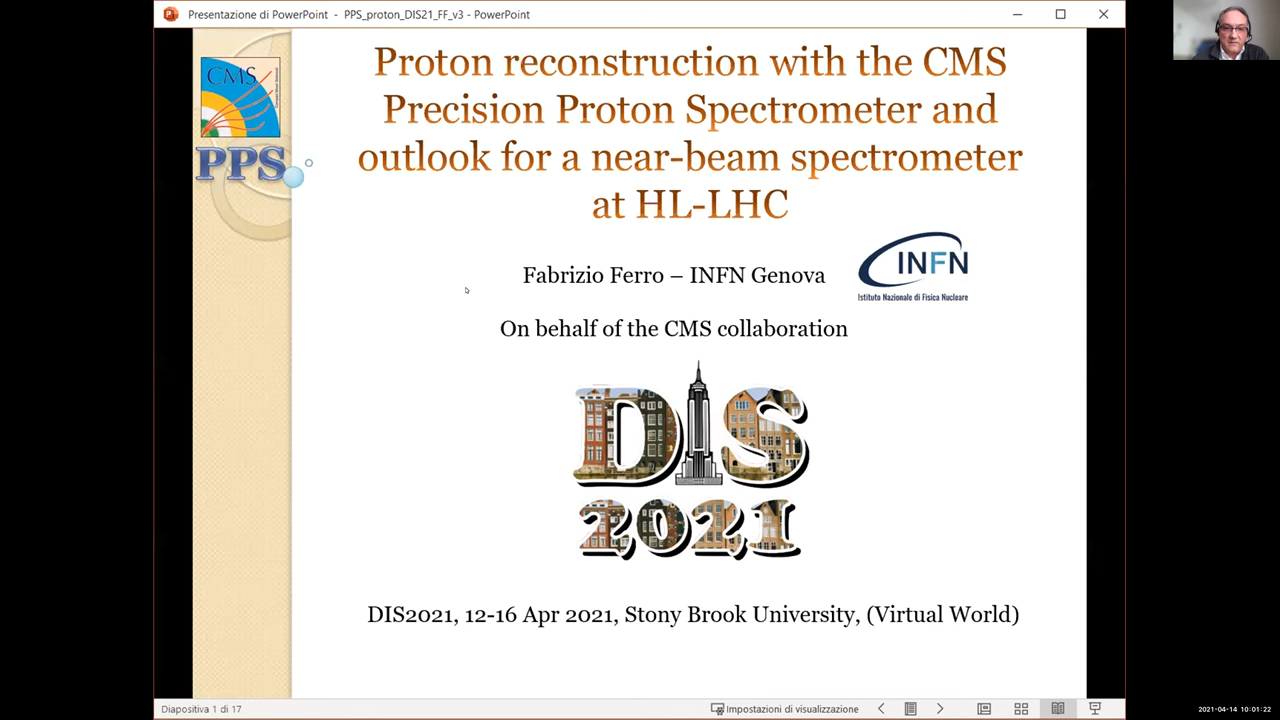 Presentazione di PowerPoint - PPS_proton_DIS21_FF_v3 - PowerPoint
CMS
PPS
Proton reconstruction with the CMS
Precision Proton Spectrometer and
outlook for a near-beam spectrometer
at HL-LHC
Fabrizio Ferro – INFN Genova
INFN
Istituto Nazionale di Fisica Nucleare
On behalf of the CMS collaboration
DIS
2021
DIS2021, 12-16 Apr 2021, Stony Brook University, (Virtual World)
Diapositiva 1 di 17
Impostazioni di visualizzazione
2021-04-14 10:01:22